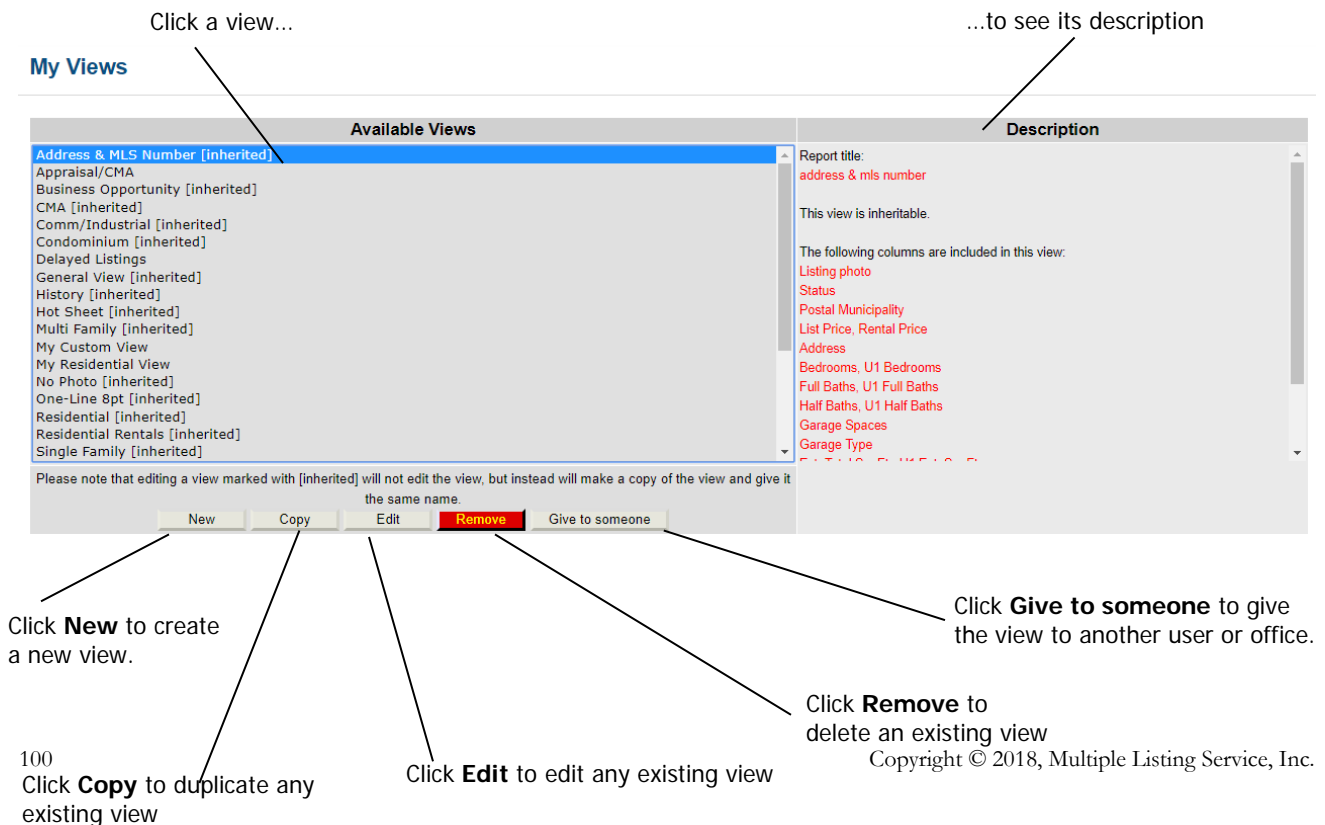 Click a view...
...to see its description
My Views
Available Views
Description
Address & MLS Number [inherited]
Appraisal/CMA
Business Opportunity [inherited]
CMA [inherited]
Comm/Industrial [inherited]
Condominium [inherited]
Delayed Listings
General View [inherited]
History [inherited]
Hot Sheet [inherited]
Multi Family [inherited]
My Custom View
My Residential View
No Photo [inherited]
One-Line 8pt [inherited]
Residential [inherited]
Residential Rentals [inherited]
Single Family [inherited]
Report title:
address & mls number
This view is inheritable.
The following columns are included in this view:
Listing photo
Status
Postal Municipality
List Price, Rental Price
Address
Bedrooms, U1 Bedrooms
Full Baths, U1 Full Baths
Half Baths, U1 Half Baths
Garage Spaces
Garage Type
Please note that editing a view marked with [inherited] will not edit the view, but instead will make a copy of the view and give it
the same name.
New Copy Edit Remove Give to someone
Click New to create
a new view.
Click Give to someone to give
the view to another user or office.
Click Remove to
delete an existing view
100
Copyright © 2018, Multiple Listing Service, Inc.
Click Edit to edit any existing view
Click Copy to duplicate any
existing view